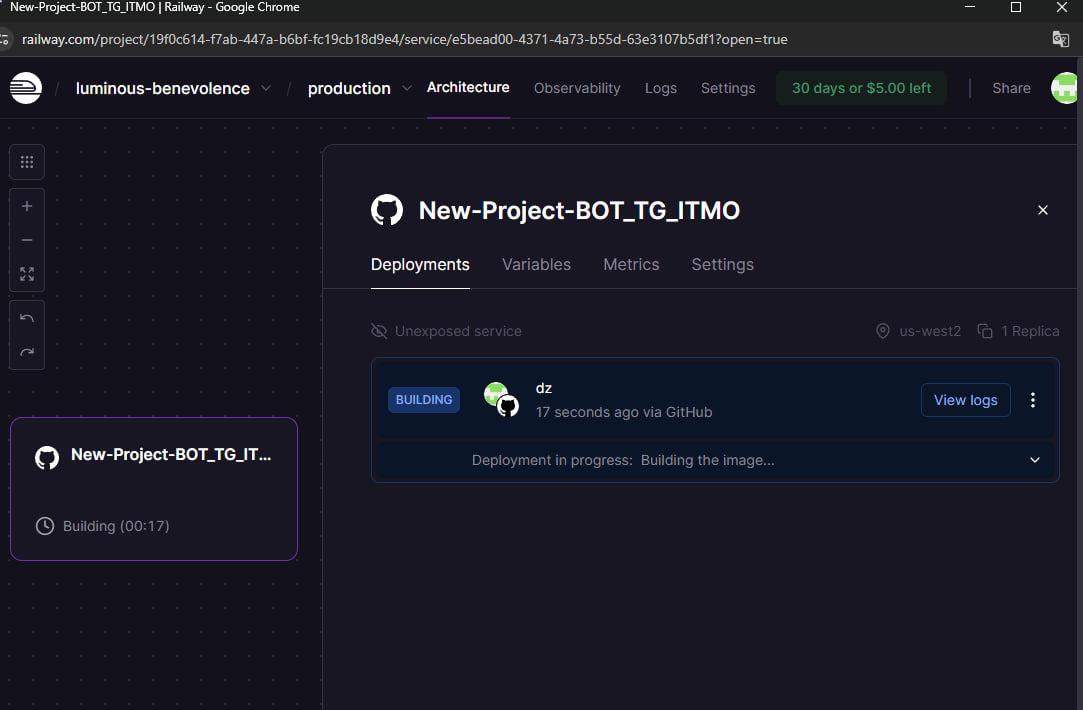 New-Project-BOT_TG_ITMO | Railway - Google Chrome
railway.com/project/19f0c614-f7ab-447a-b6bf-fc19cb18d9e4/service/e5bead00-4371-4a73-b55d-63e3107b5df1?open=true
/ luminous-benevolence / production Architecture Observability Logs Settings 30 days or $5.00 left Share
New-Project-BOT_TG_ITMO
Deployments Variables Metrics Settings
Unexposed service us-west2 1 Replica
BUILDING dz View logs
17 seconds ago via GitHub
Deployment in progress: Building the image...
New-Project-BOT_TG_IT...
Building (00:17)